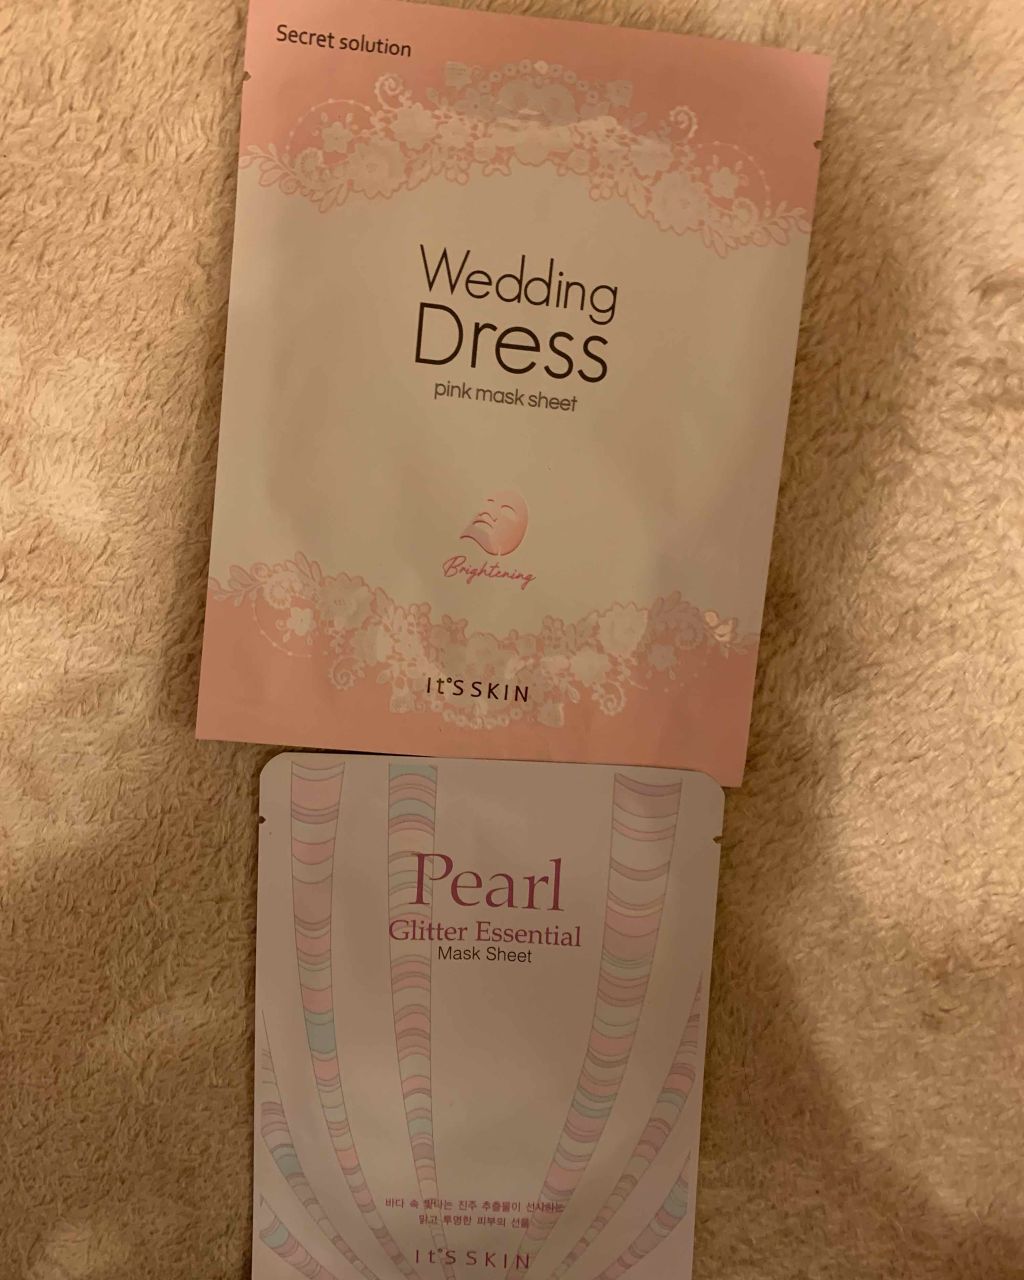 Secret solution
Wedding
Dress
pink mask sheet
Brightening
It'S SKIN
Pearl
Glitter Essential
Mask Sheet
바다 속 빛나는 진주 추출물이 선사하는
맑고 투명한 피부의 선물
It'S SKIN